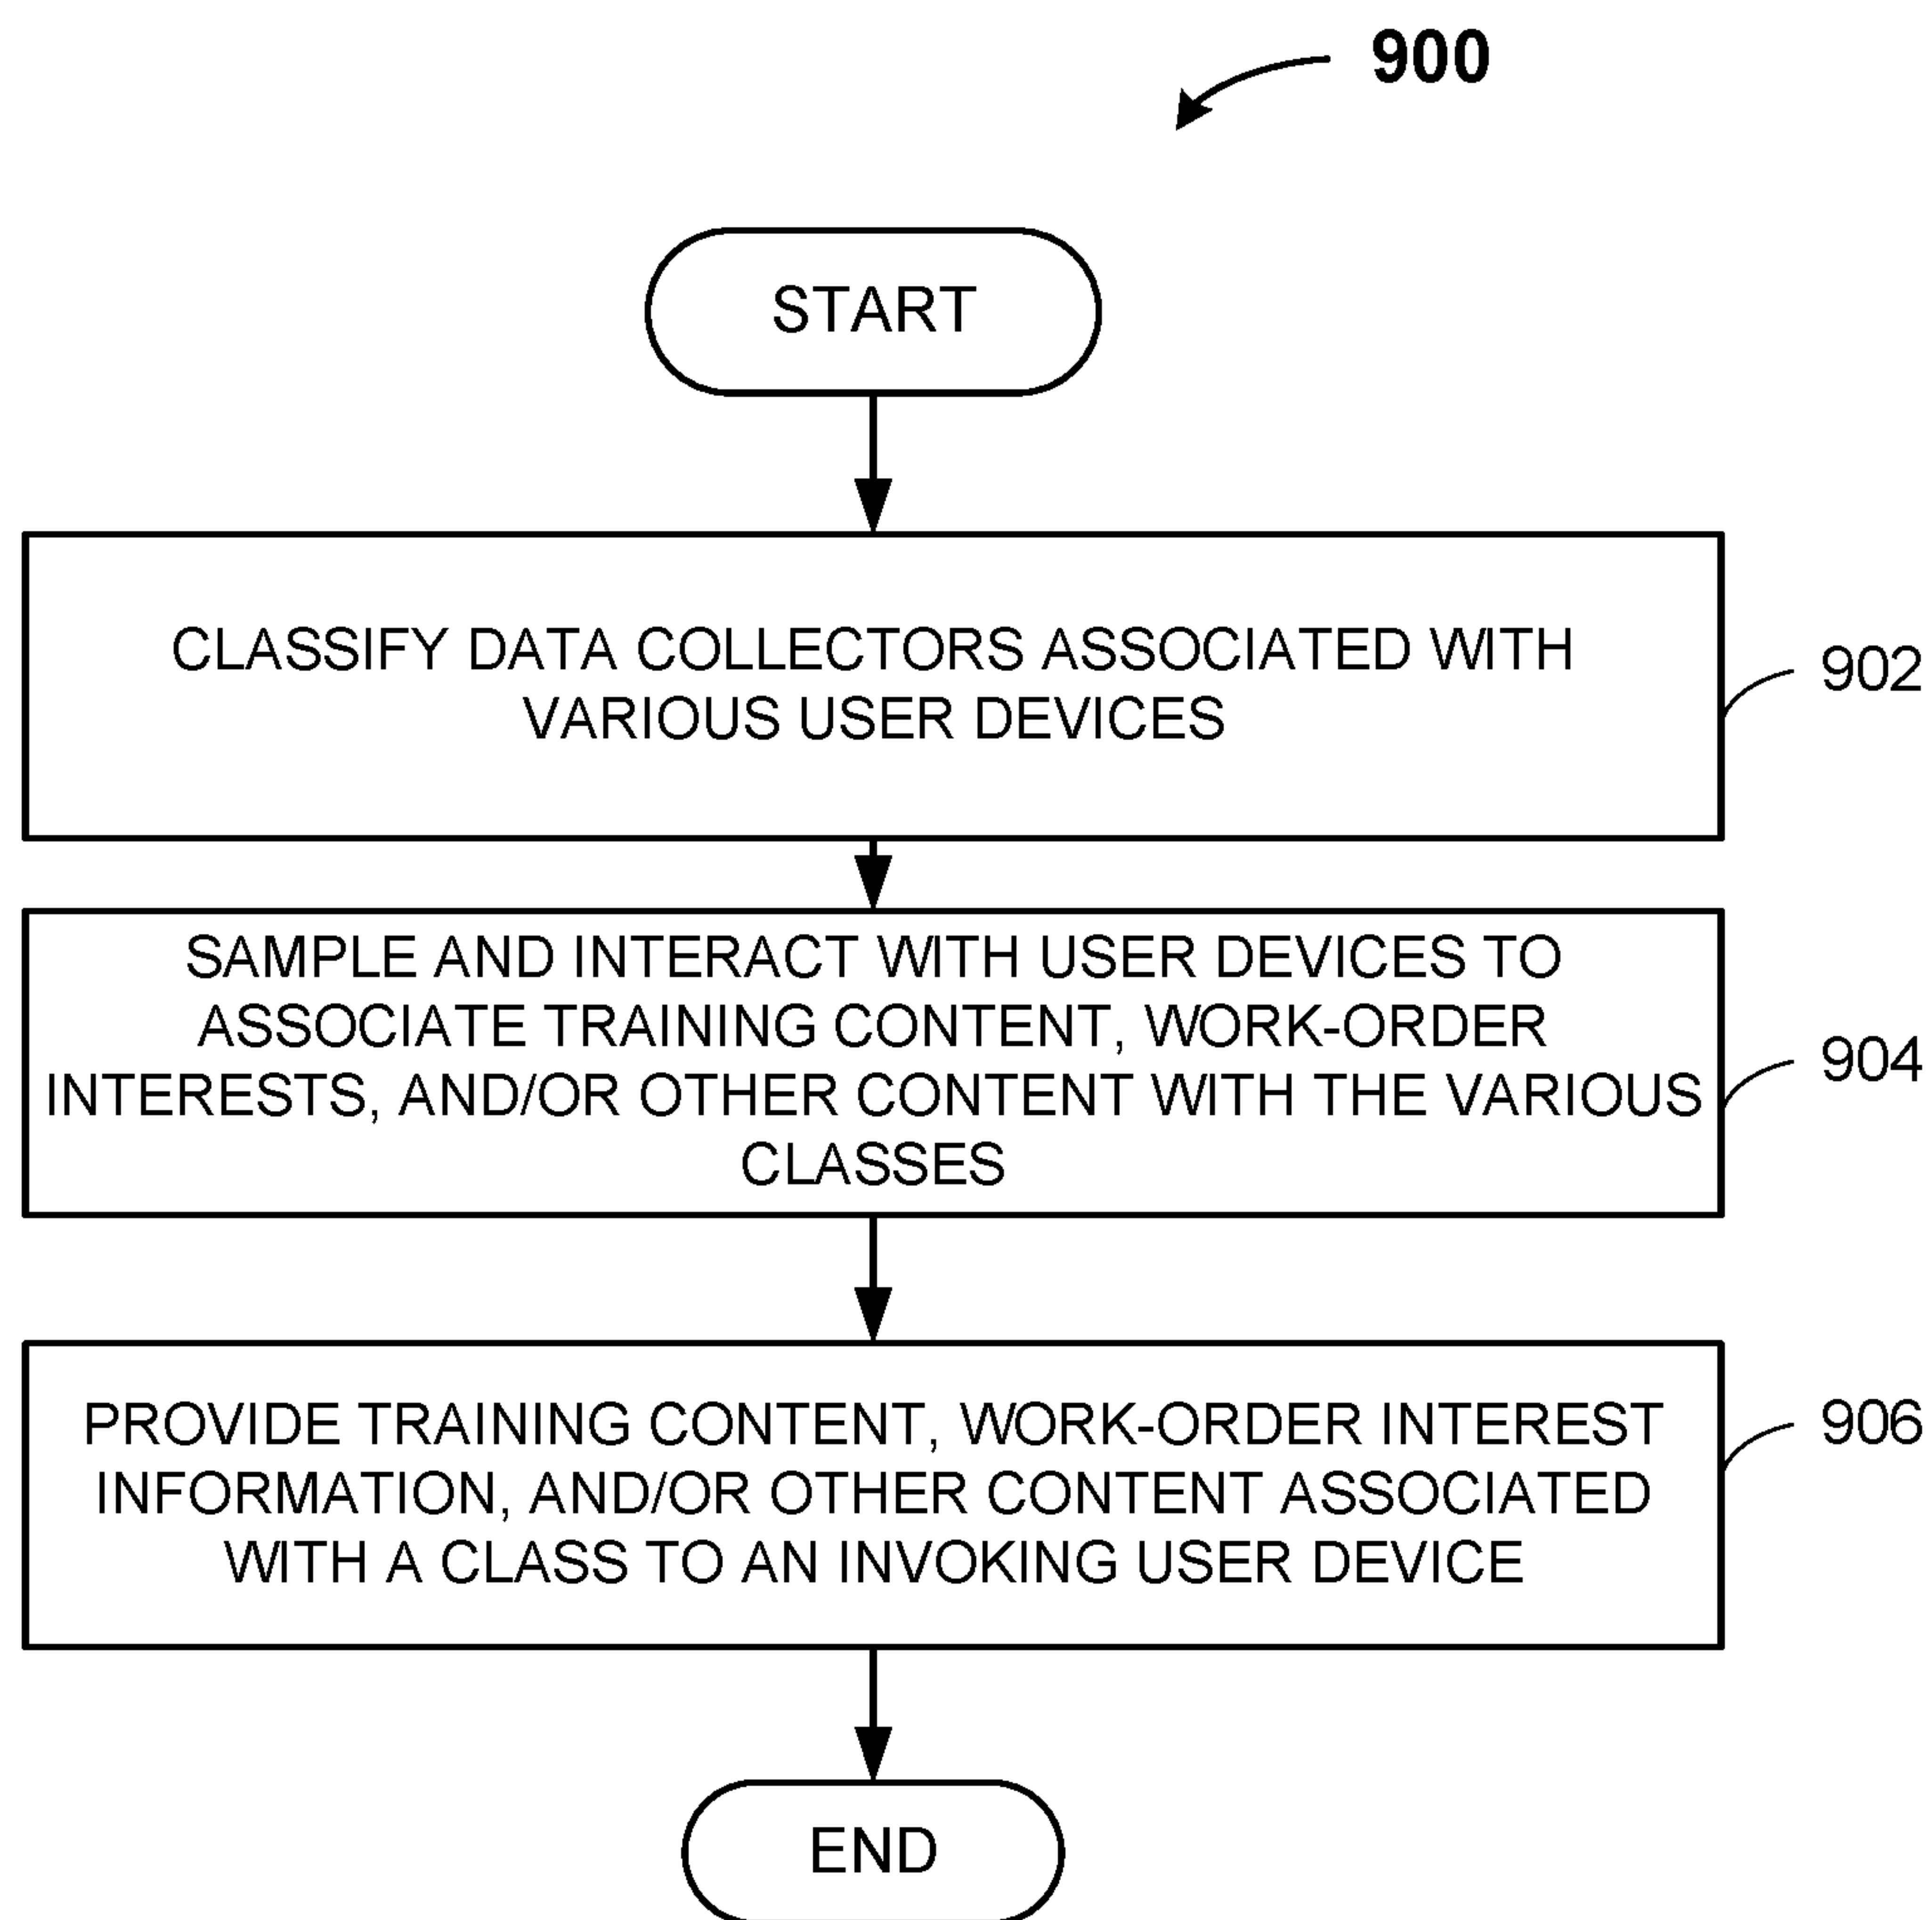 900
START
CLASSIFY DATA COLLECTORS ASSOCIATED WITH
VARIOUS USER DEVICES
902
SAMPLE AND INTERACT WITH USER DEVICES TO
ASSOCIATE TRAINING CONTENT, WORK-ORDER
INTERESTS, AND/OR OTHER CONTENT WITH THE VARIOUS
CLASSES
904
PROVIDE TRAINING CONTENT, WORK-ORDER INTEREST
INFORMATION, AND/OR OTHER CONTENT ASSOCIATED
WITH A CLASS TO AN INVOKING USER DEVICE
906
END